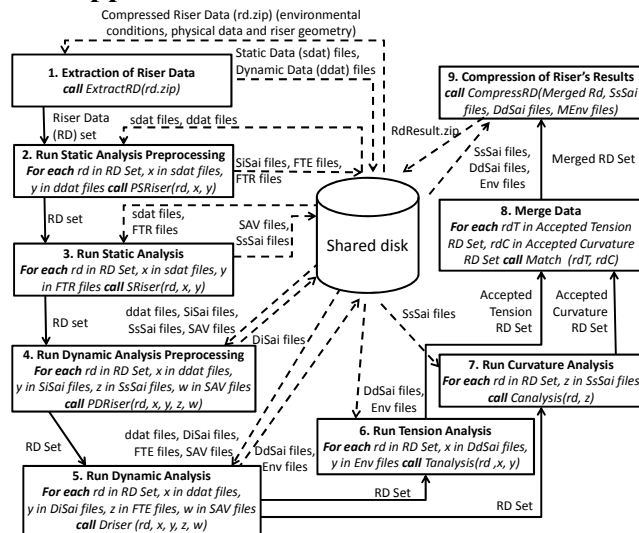 Compressed Riser Data (rd.zip) (environmental
conditions, physical data and riser geometry)
Static Data (sdat) files,
Dynamic Data (ddat) files
1. Extraction of Riser Data
call ExtractRD(rd.zip)
Riser Data
(RD) set
sdat files, ddat files
2. Run Static Analysis Preprocessing
For each rd in RD Set, x in sdat files,
y in ddat files call PSRiser(rd, x, y)
SiSai files, FTE files,
FTR files
RD set
sdat files,
FTR files
SAV files,
SsSai files
3. Run Static Analysis
For each rd in RD Set, x in sdat files, y
in FTR files call SRiser(rd, x, y)
RD set
ddat files, SiSai files,
SsSai files, SAV files
DiSai files
4. Run Dynamic Analysis Preprocessing
For each rd in RD Set, x in ddat files,
y in SiSai files, z in SsSai files, w in SAV files
call PDRiser(rd, x, y, z, w)
RD Set
ddat files, DiSai files,
FTE files, SAV files
DdSai files,
Env files
5. Run Dynamic Analysis
For each rd in RD Set, x in ddat files,
y in DiSai files, z in FTE files, w in SAV files
call Driser (rd, x, y, z, w)
RD Set
RD Set
Shared disk
DdSai files,
Env files
6. Run Tension Analysis
For each rd in RD Set, x in DdSai files,
y in Env files call Tanalysis(rd ,x, y)
SsSai files
7. Run Curvature Analysis
For each rd in RD Set, z in SsSai files
call Canalysis(rd, z)
Accepted
Tension
RD Set
Accepted
Curvature
RD Set
8. Merge Data
For each rdT in Accepted Tension
RD Set, rdC in Accepted Curvature
RD Set call Match (rdT, rdC)
Merged RD Set
SsSai files,
DdSai files,
Env files
RdResult.zip
9. Compression of Riser's Results
call CompressRD(Merged Rd, SsSai
files, DdSai files, MEnv files)